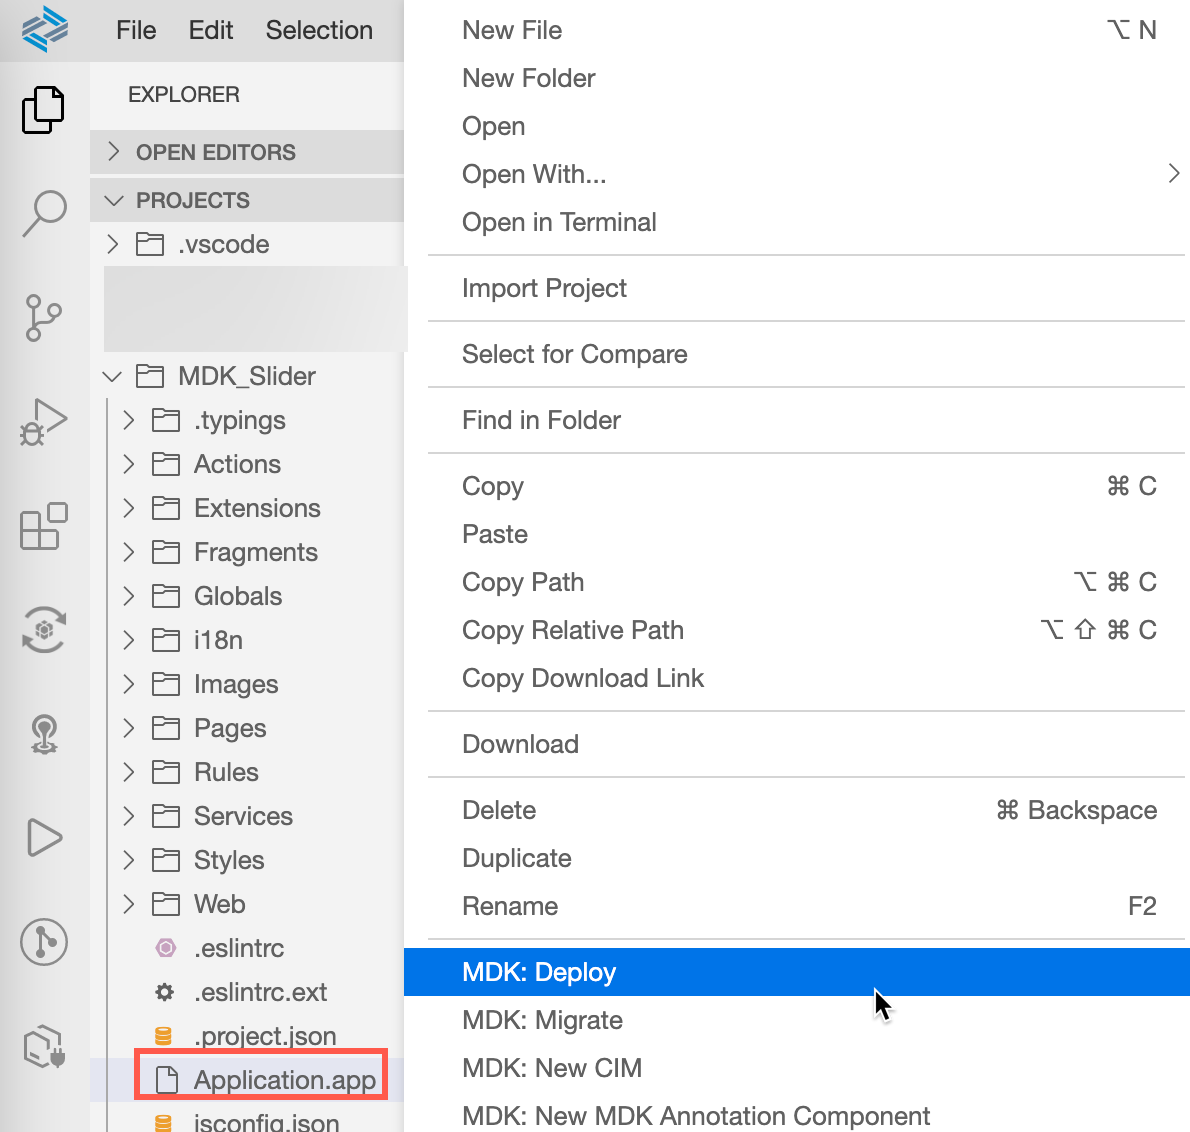 File Edit Selection
EXPLORER
OPEN EDITORS
PROJECTS
.vscode
MDK_Slider
.typings
Actions
Extensions
Fragments
Globals
i18n
Images
Pages
Rules
Services
Styles
Web
.eslintrc
.eslintrc.ext
.project.json
Application.app
jsconfig.json
New File ⌥ N
New Folder
Open
Open With...
Open in Terminal
Import Project
Select for Compare
Find in Folder
Copy ⌘ C
Paste
Copy Path ⌥ ⌘ C
Copy Relative Path ⌥ ⇧ ⌘ C
Copy Download Link
Download
Delete ⌘ Backspace
Duplicate
Rename F2
MDK: Deploy
MDK: Migrate
MDK: New CIM
MDK: New MDK Annotation Component